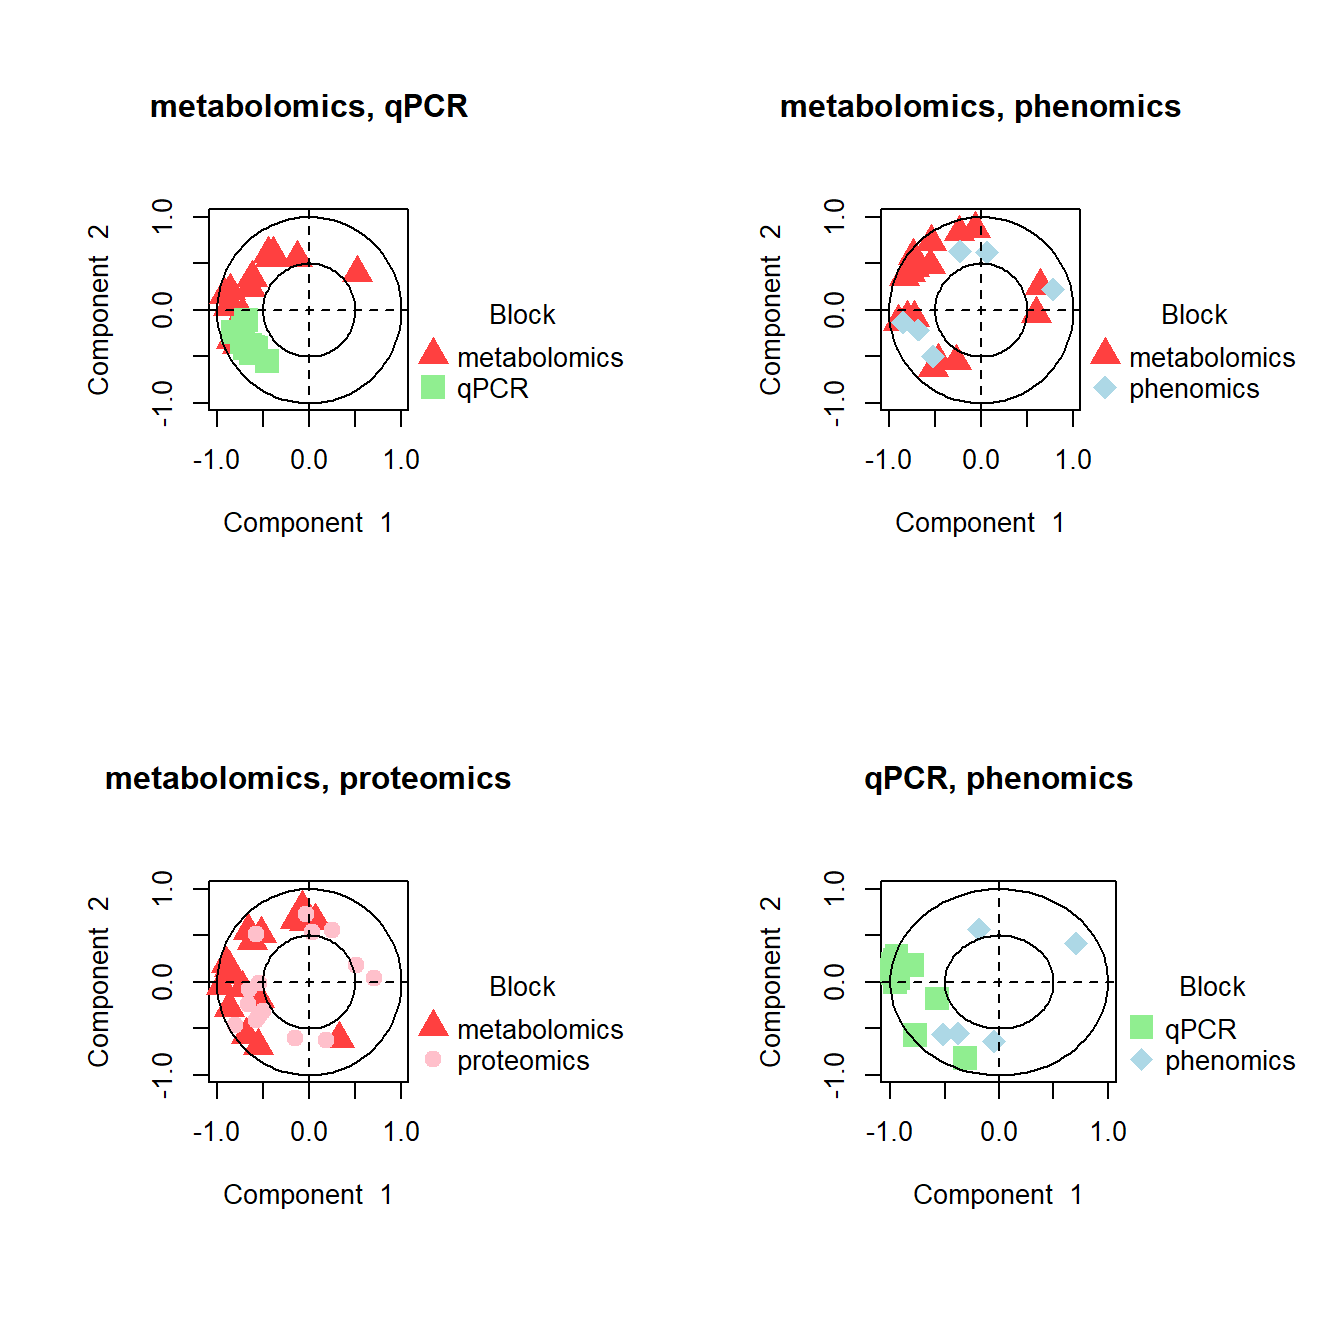 metabolomics, qPCR
Component 2
1.0
0.0
-1.0
-1.0 0.0 1.0
Component 1
Block
metabolomics
qPCR
metabolomics, phenomics
Component 2
1.0
0.0
-1.0
-1.0 0.0 1.0
Component 1
Block
metabolomics
phenomics
metabolomics, proteomics
Component 2
1.0
0.0
-1.0
-1.0 0.0 1.0
Component 1
Block
metabolomics
proteomics
qPCR, phenomics
Component 2
1.0
0.0
-1.0
-1.0 0.0 1.0
Component 1
Block
qPCR
phenomics